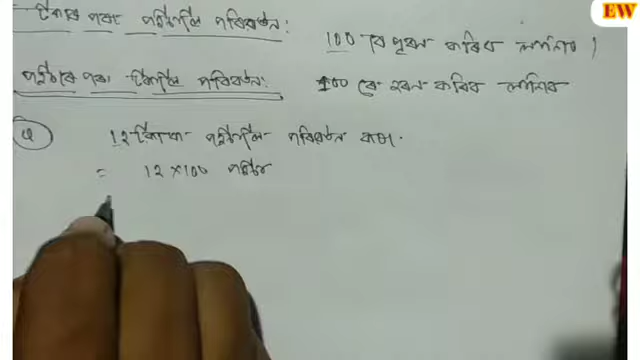 EW
টকাৰ পৰা পইচালৈ পৰিৱৰ্তন:
100 ৰে পূৰণ কৰিব লাগিব।
পইচাৰ পৰা টকালৈ পৰিৱৰ্তন:
100 ৰে হৰণ কৰিব লাগিব
Q 12 টকাক পইচালৈ পৰিৱৰ্তন কৰা.
= 12 × 100 পইচা